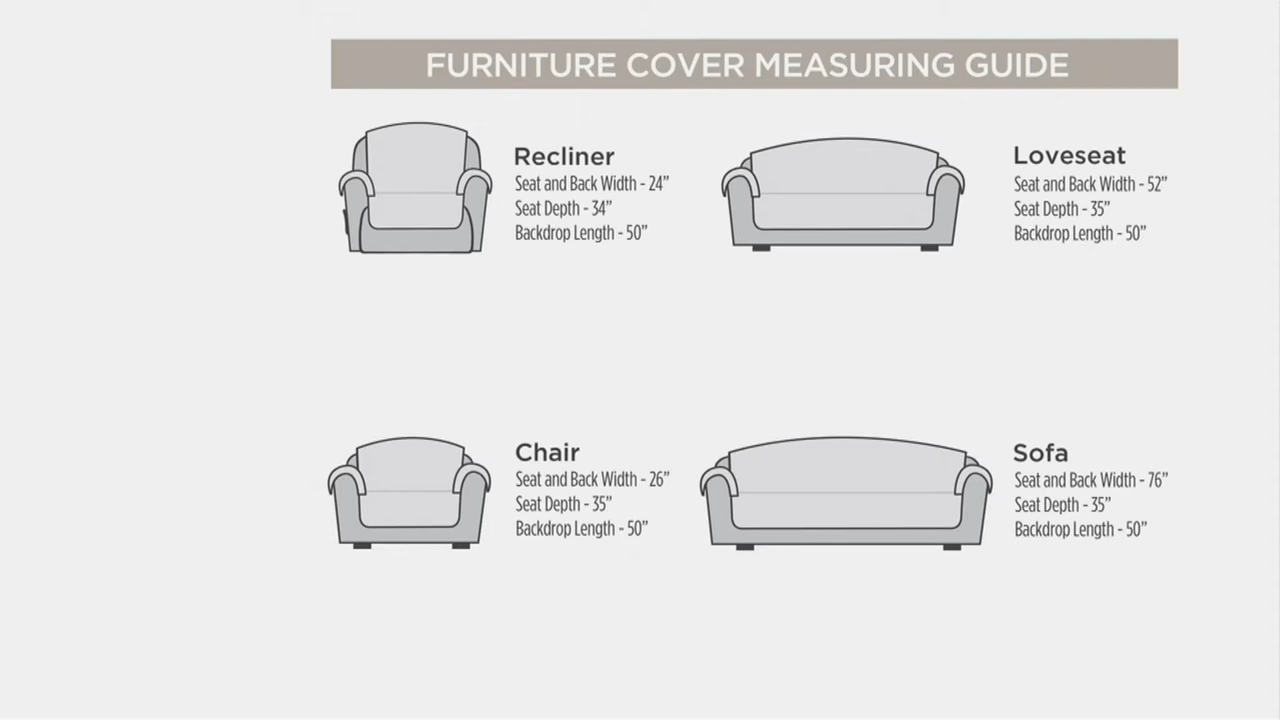 FURNITURE COVER MEASURING GUIDE
Recliner
Seat and Back Width - 24”
Seat Depth - 34”
Backdrop Length - 50”
Loveseat
Seat and Back Width - 52”
Seat Depth - 35”
Backdrop Length - 50”
Chair
Seat and Back Width - 26”
Seat Depth - 35”
Backdrop Length - 50”
Sofa
Seat and Back Width - 76”
Seat Depth - 35”
Backdrop Length - 50”